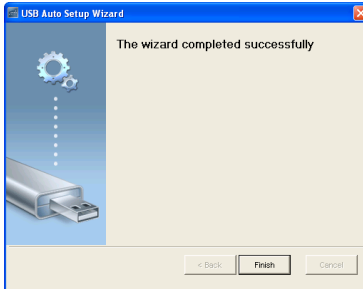 USB Auto Setup Wizard
The wizard completed successfully
< Back
Finish
Cancel